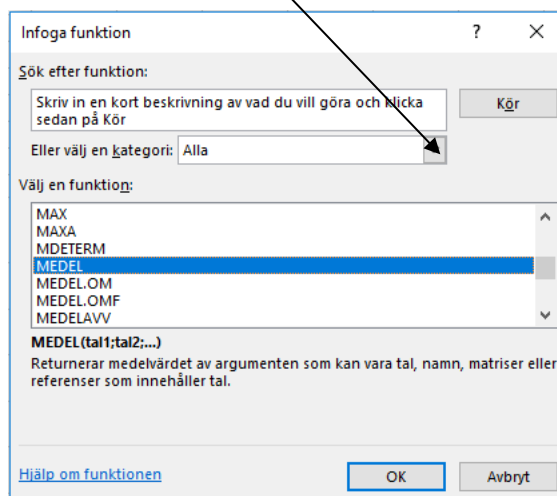 Infoga funktion ?
Sök efter funktion:
Skriv in en kort beskrivning av vad du vill göra och klicka
sedan på Kör
Kör
Eller välj en kategori: Alla
Välj en funktion:
MAX
MAXA
MDETERM
MEDEL
MEDEL.OM
MEDEL.OMF
MEDELAVV
MEDEL(tal1;tal2;...)
Returnerar medelvärdet av argumenten som kan vara tal, namn, matriser eller
referenser som innehåller tal.
Hjälp om funktionen
OK
Avbryt